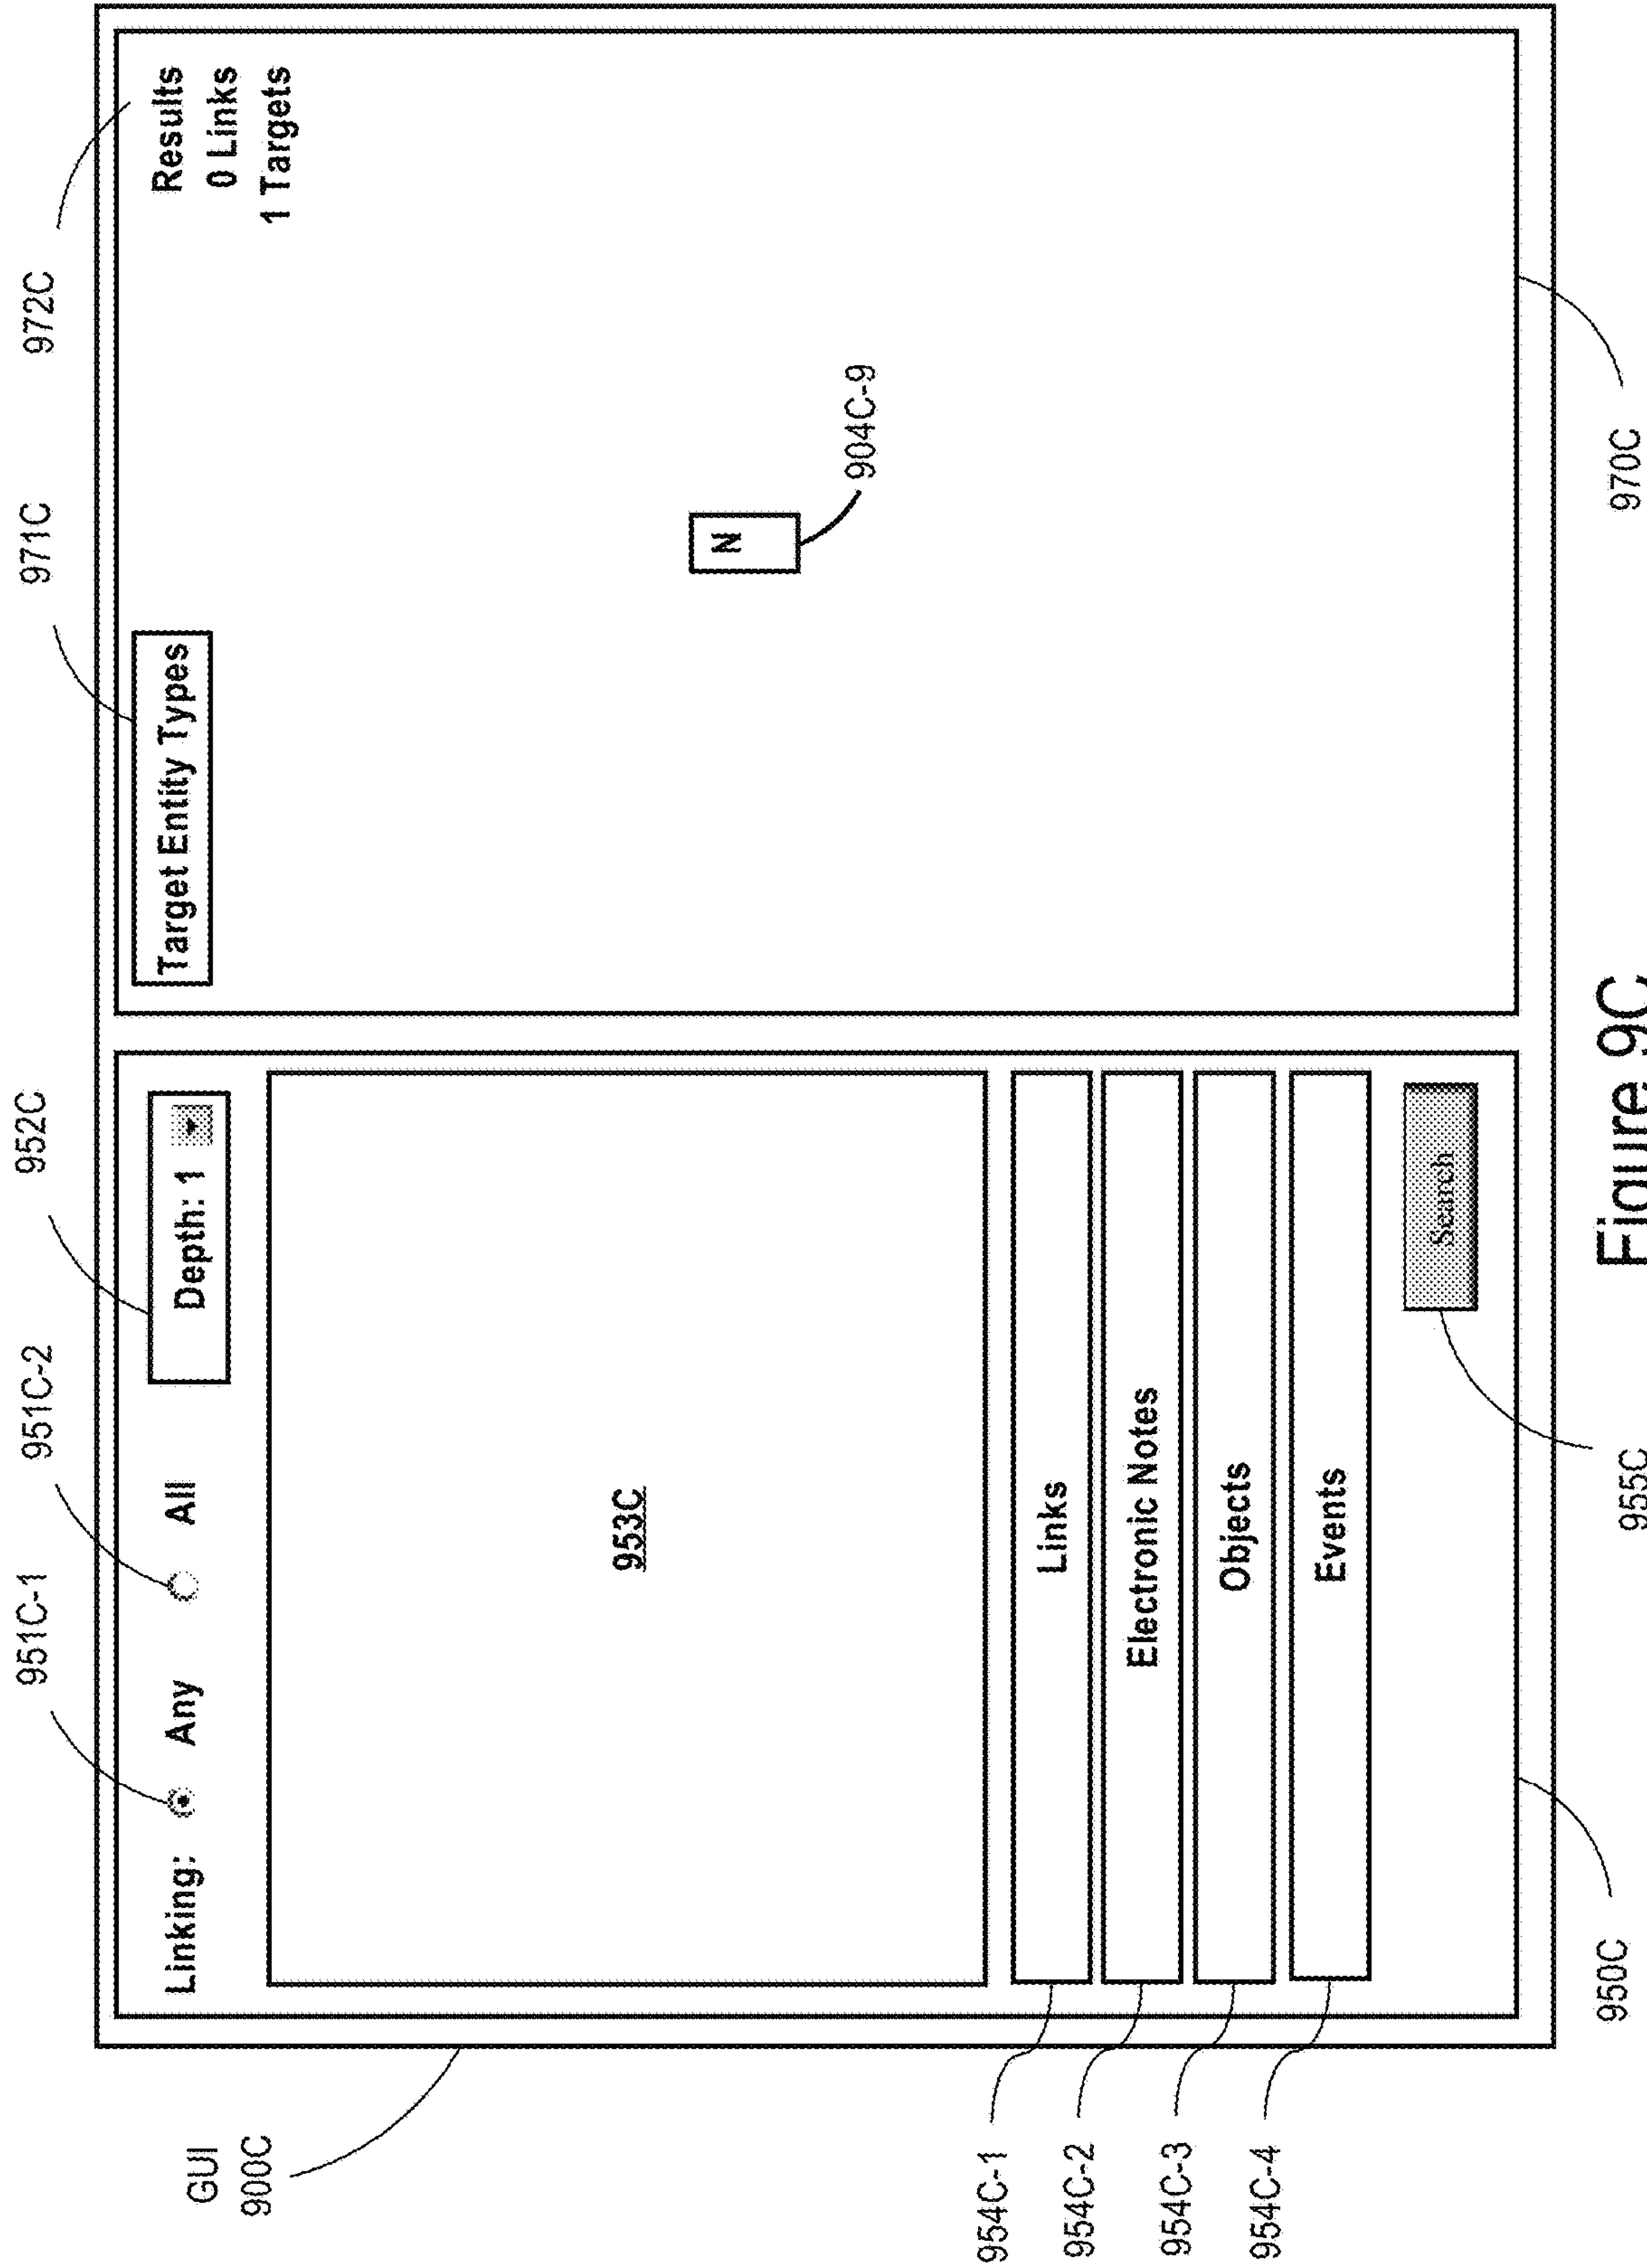 951C-1
951C-2
952C
971C
972C
GUI
900C
Linking:
Any
All
Depth: 1
Target Entity Types
Results
0 Links
1 Targets
953C
N
904C-9
954C-1
Links
954C-2
Electronic Notes
954C-3
Objects
954C-4
Events
Search
950C
955C
970C
Figure 9C